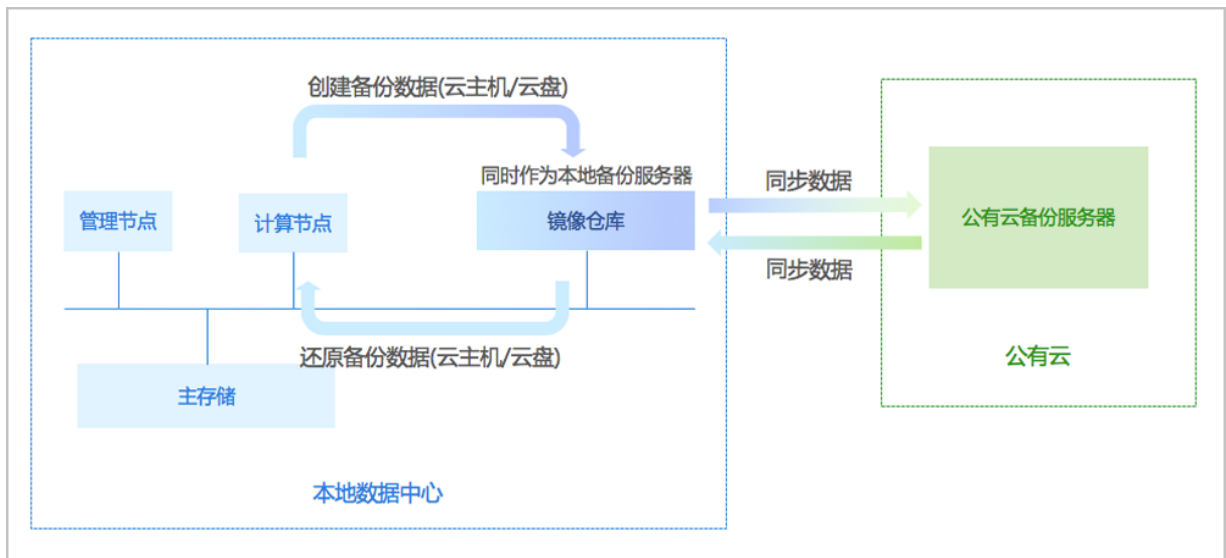 创建备份数据(云主机/云盘)
同时作为本地备份服务器
管理节点
计算节点
镜像仓库
同步数据
公有云备份服务器
同步数据
还原备份数据(云主机/云盘)
公有云
主存储
本地数据中心